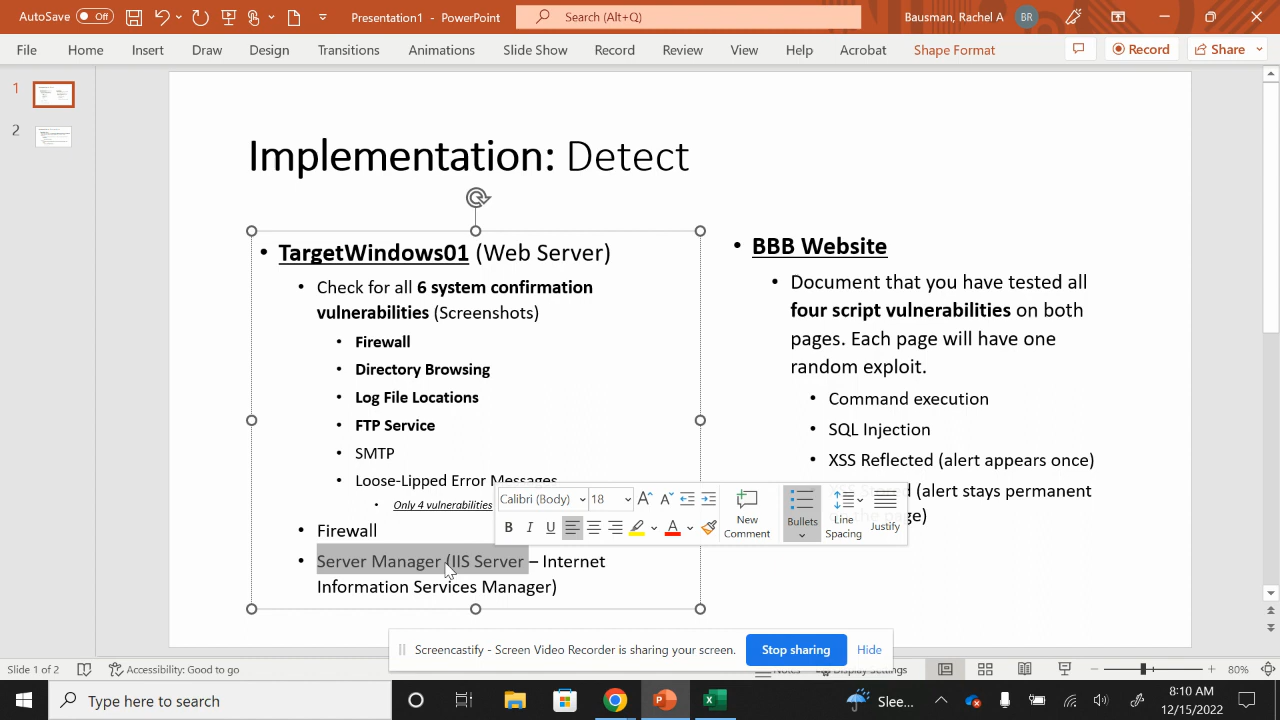 AutoSave Off Presentation1 - PowerPoint Search (Alt+Q) Bausman, Rachel A BR
File Home Insert Draw Design Transitions Animations Slide Show Record Review View Help Acrobat Shape Format Record Share
1
2
Implementation: Detect
• TargetWindows01 (Web Server)
• Check for all 6 system confirmation
vulnerabilities (Screenshots)
• Firewall
• Directory Browsing
• Log File Locations
• FTP Service
• SMTP
• Loose-Lipped Error Messages
• Only 4 vulnerabilities
• Firewall
• Server Manager (IIS Server – Internet
Information Services Manager)
• BBB Website
• Document that you have tested all
four script vulnerabilities on both
pages. Each page will have one
random exploit.
• Command execution
• SQL Injection
• XSS Reflected (alert appears once)
(alert stays permanent
page)
Calibri (Body) 18
B I U A
New
Comment
Bullets
Line
Spacing
Justify
Screencastify - Screen Video Recorder is sharing your screen. Stop sharing Hide
Slide 1 of 2 Accessibility: Good to go Notes Display Settings 80%
Type here to search
Slee...
8:10 AM
12/15/2022